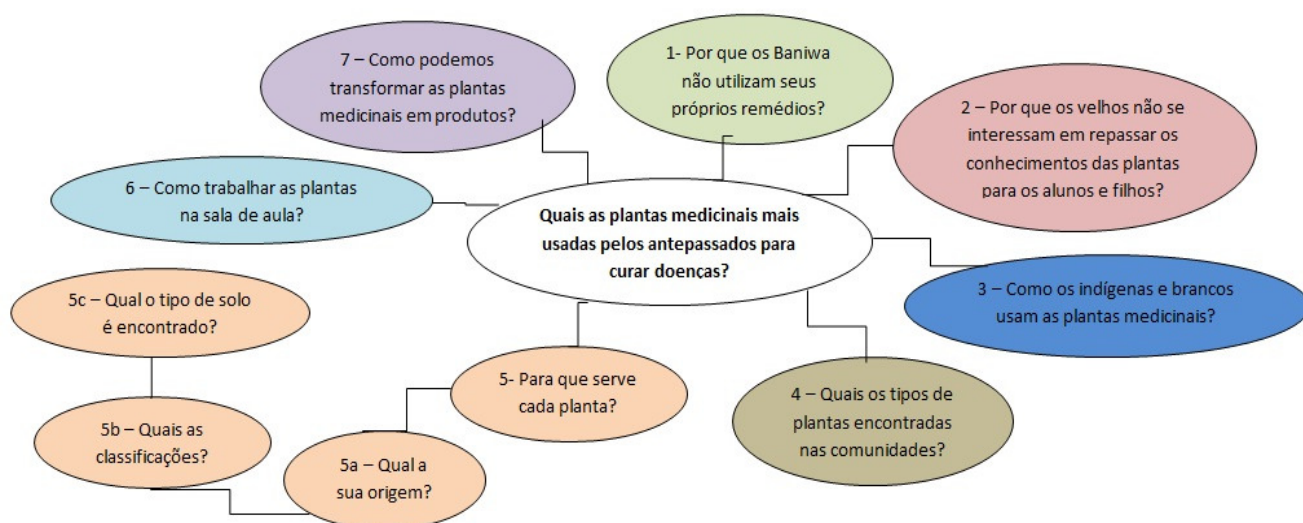 7 – Como podemos
transformar as plantas
medicinais em produtos?
1- Por que os Baniwa
não utilizam seus
próprios remédios?
2 – Por que os velhos não se
interessam em repassar os
conhecimentos das plantas
para os alunos e filhos?
6 – Como trabalhar as plantas
na sala de aula?
Quais as plantas medicinais mais
usadas pelos antepassados para
curar doenças?
3 – Como os indígenas e brancos
usam as plantas medicinais?
5c – Qual o tipo de solo
é encontrado?
5- Para que serve
cada planta?
4 – Quais os tipos de
plantas encontradas
nas comunidades?
5b – Quais as
classificações?
5a – Qual a
sua origem?